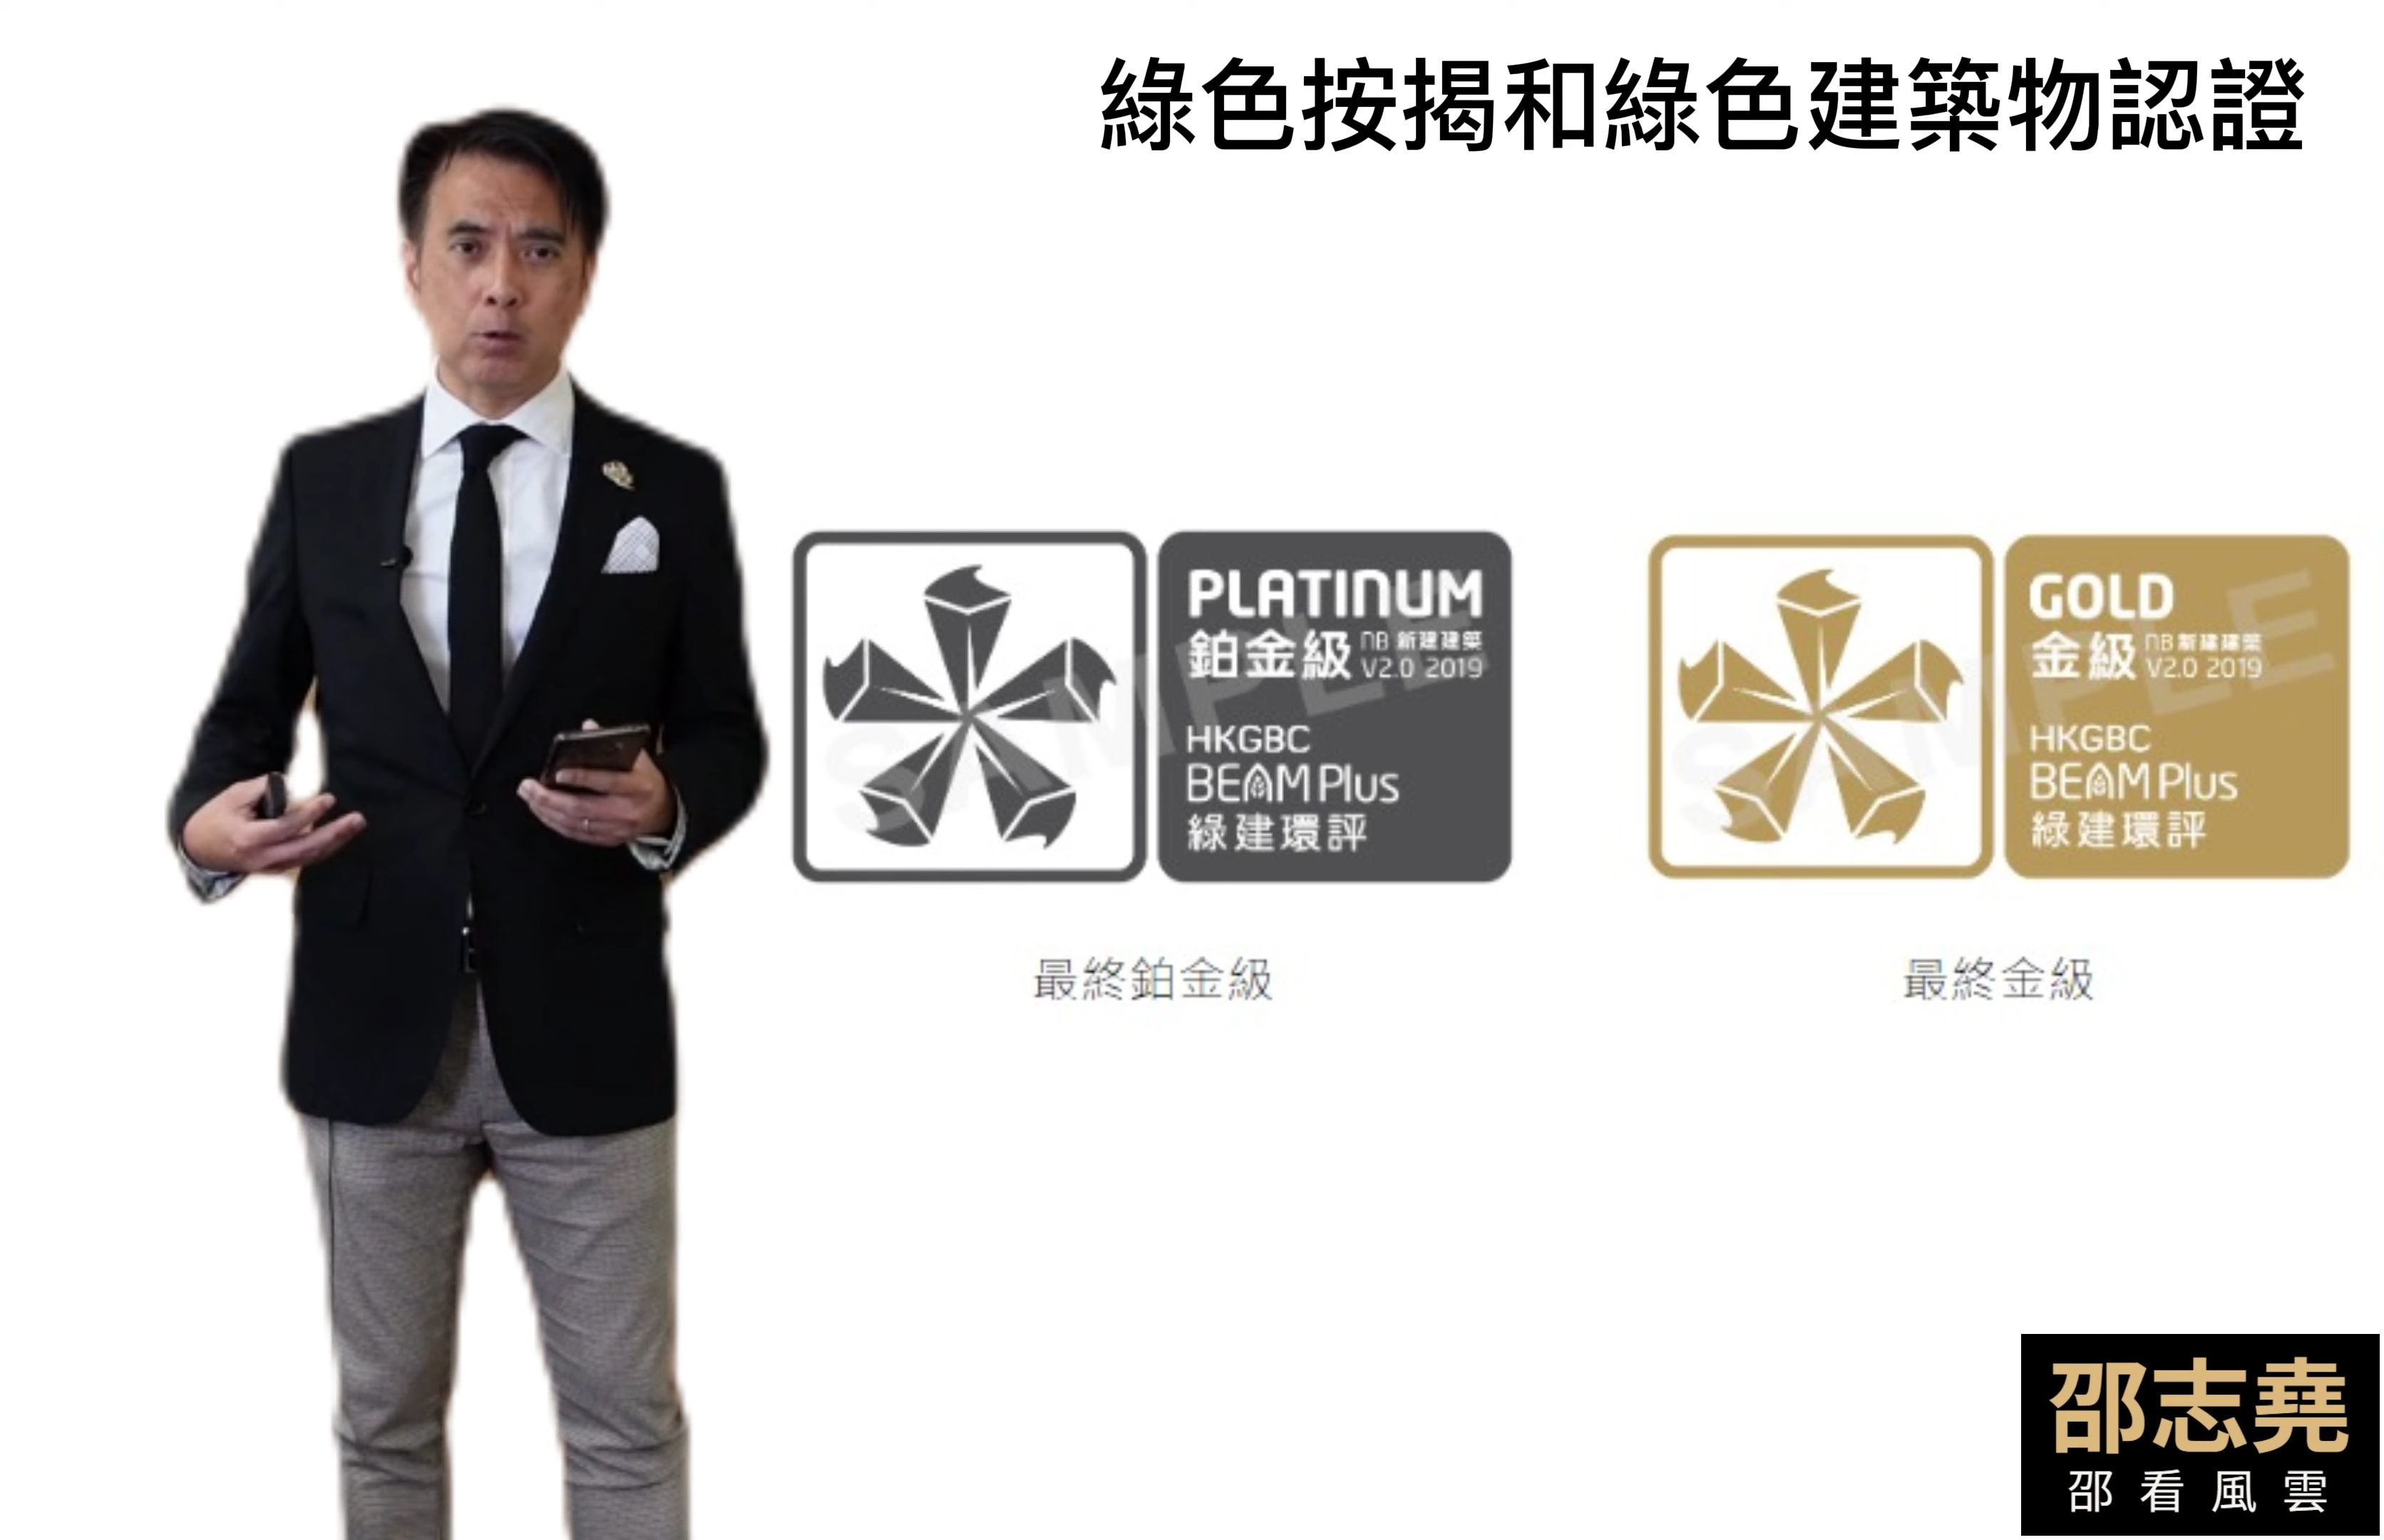 綠色按揭和綠色建築物認證
PLATINUM
鉑金級 NB 新建建築
V2.0 2019
HKGBC
BEAM Plus
綠建環評
SAMPLE
最終鉑金級
GOLD
金級 NB 新建建築
V2.0 2019
HKGBC
BEAM Plus
綠建環評
SAMPLE
最終金級
邵志堯
邵看風雲